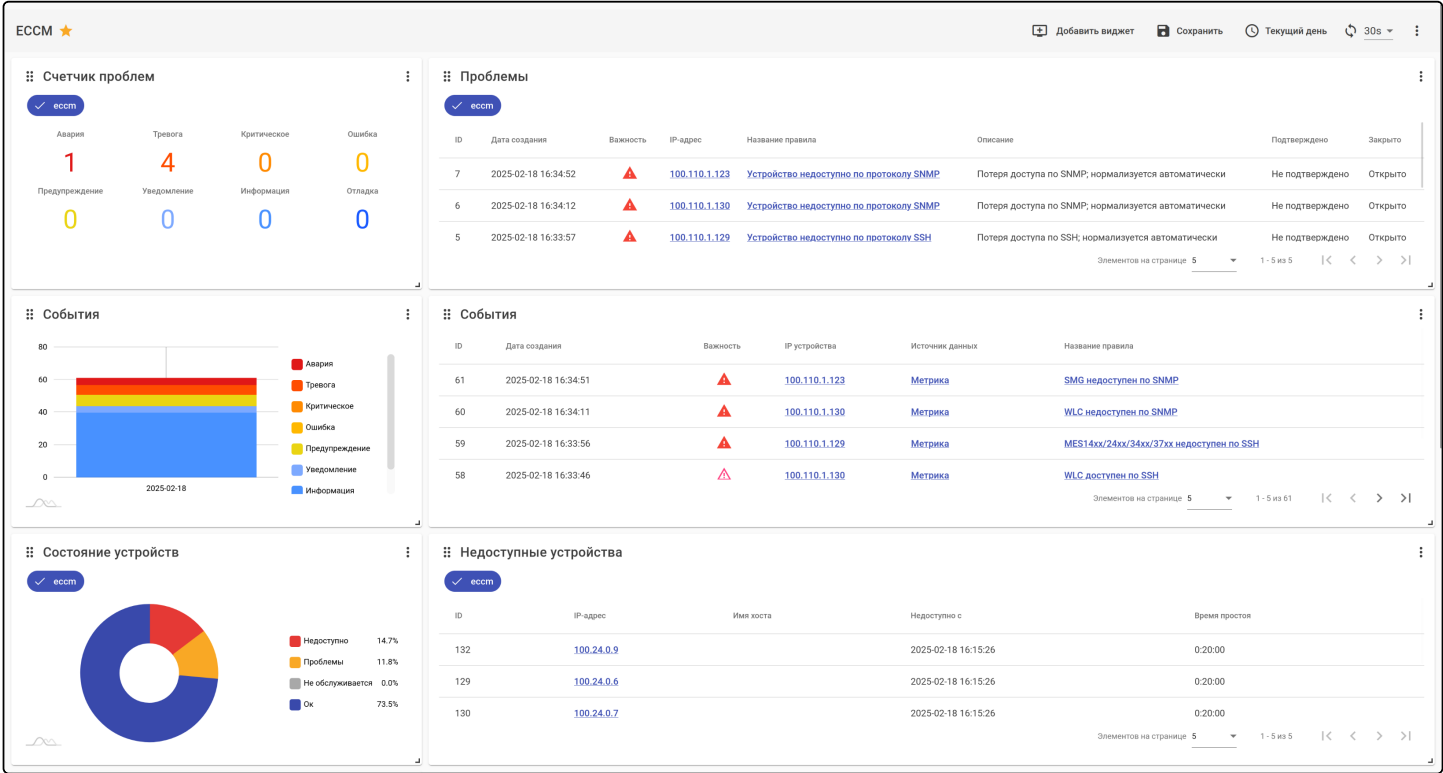 ECCM
Добавить виджет Сохранить Текущий день 30s
Счетчик проблем
eccm
Авария Тревога Критическое Ошибка
1 4 0 0
Предупреждение Уведомление Информация Отладка
0 0 0 0
Проблемы
eccm
ID Дата создания Важность IP-адрес Название правила Описание Подтверждено Закрыто
7 2025-02-18 16:34:52 100.110.1.123 Устройство недоступно по протоколу SNMP Потеря доступа по SNMP; нормализуется автоматически Не подтверждено Открыто
6 2025-02-18 16:34:12 100.110.1.130 Устройство недоступно по протоколу SNMP Потеря доступа по SNMP; нормализуется автоматически Не подтверждено Открыто
5 2025-02-18 16:33:57 100.110.1.129 Устройство недоступно по протоколу SSH Потеря доступа по SSH; нормализуется автоматически Не подтверждено Открыто
Элементов на странице 5 1 - 5 из 5
События
80
60
40
20
0
2025-02-18
Авария
Тревога
Критическое
Ошибка
Предупреждение
Уведомление
Информация
События
ID Дата создания Важность IP устройства Источник данных Название правила
61 2025-02-18 16:34:51 100.110.1.123 Метрика SMG недоступен по SNMP
60 2025-02-18 16:34:11 100.110.1.130 Метрика WLC недоступен по SNMP
59 2025-02-18 16:33:56 100.110.1.129 Метрика MES14xx/24xx/34xx/37xx недоступен по SSH
58 2025-02-18 16:33:46 100.110.1.130 Метрика WLC доступен по SSH
Элементов на странице 5 1 - 5 из 61
Состояние устройств
eccm
Недоступно 14.7%
Проблемы 11.8%
Не обслуживается 0.0%
Ок 73.5%
Недоступные устройства
eccm
ID IP-адрес Имя хоста Недоступно с Время простоя
132 100.24.0.9 2025-02-18 16:15:26 0:20:00
129 100.24.0.6 2025-02-18 16:15:26 0:20:00
130 100.24.0.7 2025-02-18 16:15:26 0:20:00
Элементов на странице 5 1 - 5 из 5